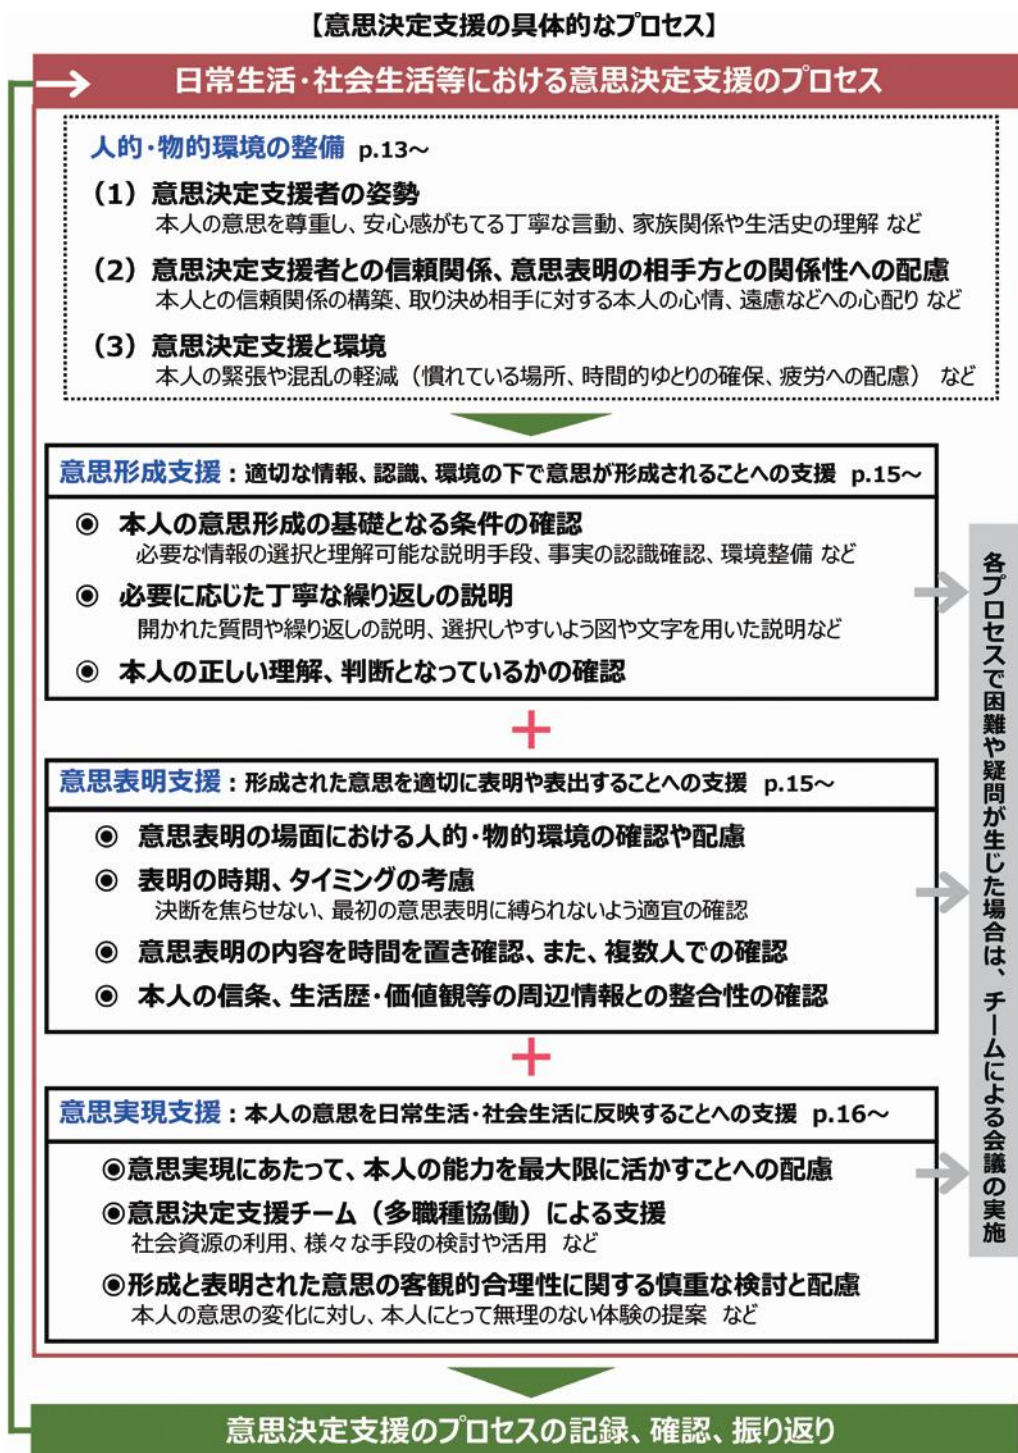 【意思決定支援の具体的なプロセス】
日常生活・社会生活等における意思決定支援のプロセス
人的・物的環境の整備 p.13～
（1）意思決定支援者の姿勢
本人の意思を尊重し、安心感がもてる丁寧な言動、家族関係や生活史の理解 など
（2）意思決定支援者との信頼関係、意思表明の相手方との関係性への配慮
本人との信頼関係の構築、取り決め相手に対する本人の心情、遠慮などへの心配り など
（3）意思決定支援と環境
本人の緊張や混乱の軽減（慣れている場所、時間的ゆとりの確保、疲労への配慮） など
意思形成支援：適切な情報、認識、環境の下で意思が形成されることへの支援 p.15～
◉ 本人の意思形成の基礎となる条件の確認
必要な情報の選択と理解可能な説明手段、事実の認識確認、環境整備 など
◉ 必要に応じた丁寧な繰り返しの説明
開かれた質問や繰り返しの説明、選択しやすいよう図や文字を用いた説明など
◉ 本人の正しい理解、判断となっているかの確認
＋
意思表明支援：形成された意思を適切に表明や表出することへの支援 p.15～
◉ 意思表明の場面における人的・物的環境の確認や配慮
◉ 表明の時期、タイミングの考慮
決断を焦らせない、最初の意思表明に縛られないよう適宜の確認
◉ 意思表明の内容を時間を置き確認、また、複数人での確認
◉ 本人の信条、生活歴・価値観等の周辺情報との整合性の確認
＋
意思実現支援：本人の意思を日常生活・社会生活に反映することへの支援 p.16～
◉意思実現にあたって、本人の能力を最大限に活かすことへの配慮
◉意思決定支援チーム（多職種協働）による支援
社会資源の利用、様々な手段の検討や活用 など
◉形成と表明された意思の客観的合理性に関する慎重な検討と配慮
本人の意思の変化に対し、本人にとって無理のない体験の提案 など
各プロセスで困難や疑問が生じた場合は、チームによる会議の実施
意思決定支援のプロセスの記録、確認、振り返り